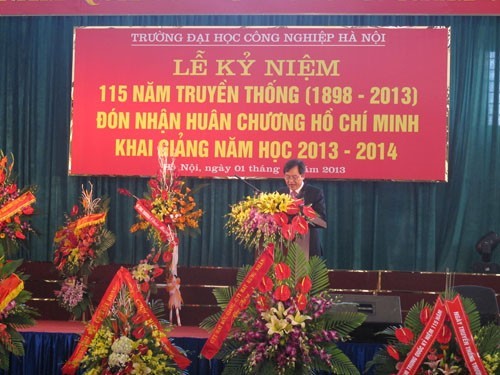 TRƯỜNG ĐẠI HỌC CÔNG NGHIỆP HÀ NỘI
LỄ KỶ NIỆM
115 NĂM TRUYỀN THỐNG (1898 - 2013)
ĐÓN NHẬN HUÂN CHƯƠNG HỒ CHÍ MINH
KHAI GIẢNG NĂM HỌC 2013 - 2014
Hà Nội, ngày 01 tháng 2013